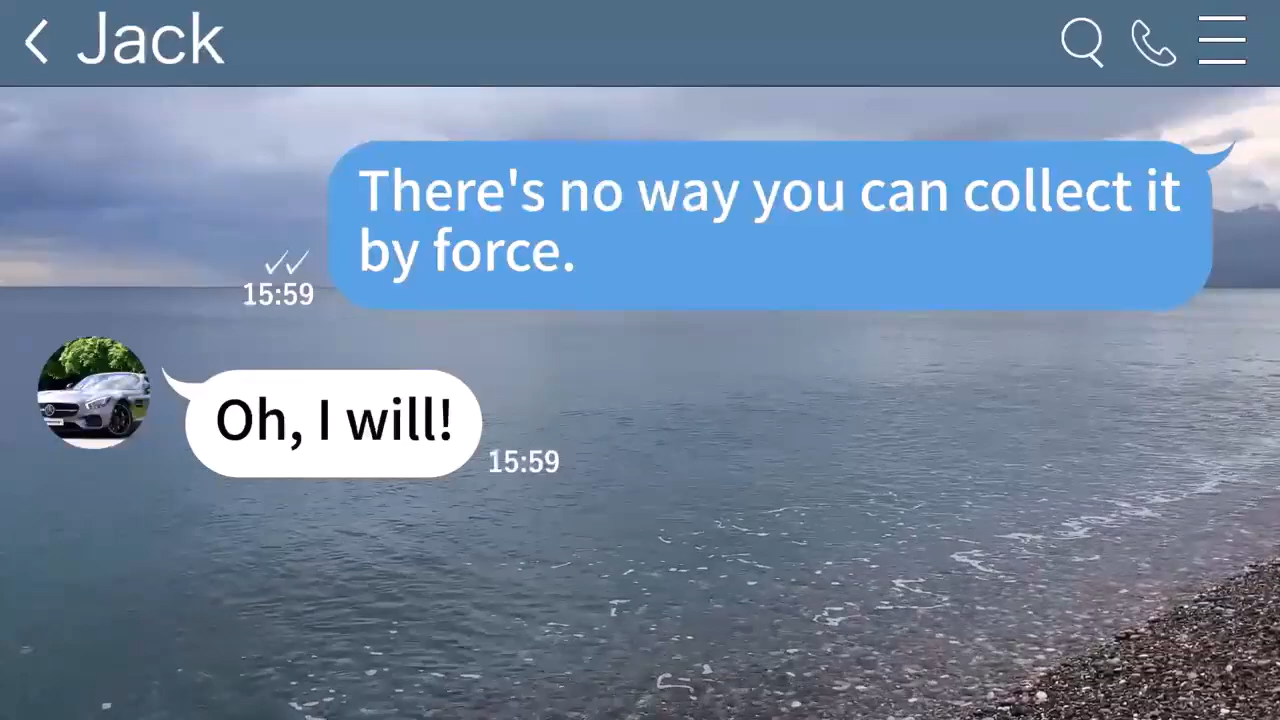 Jack
There's no way you can collect it
by force.
15:59
Oh, I will!
15:59